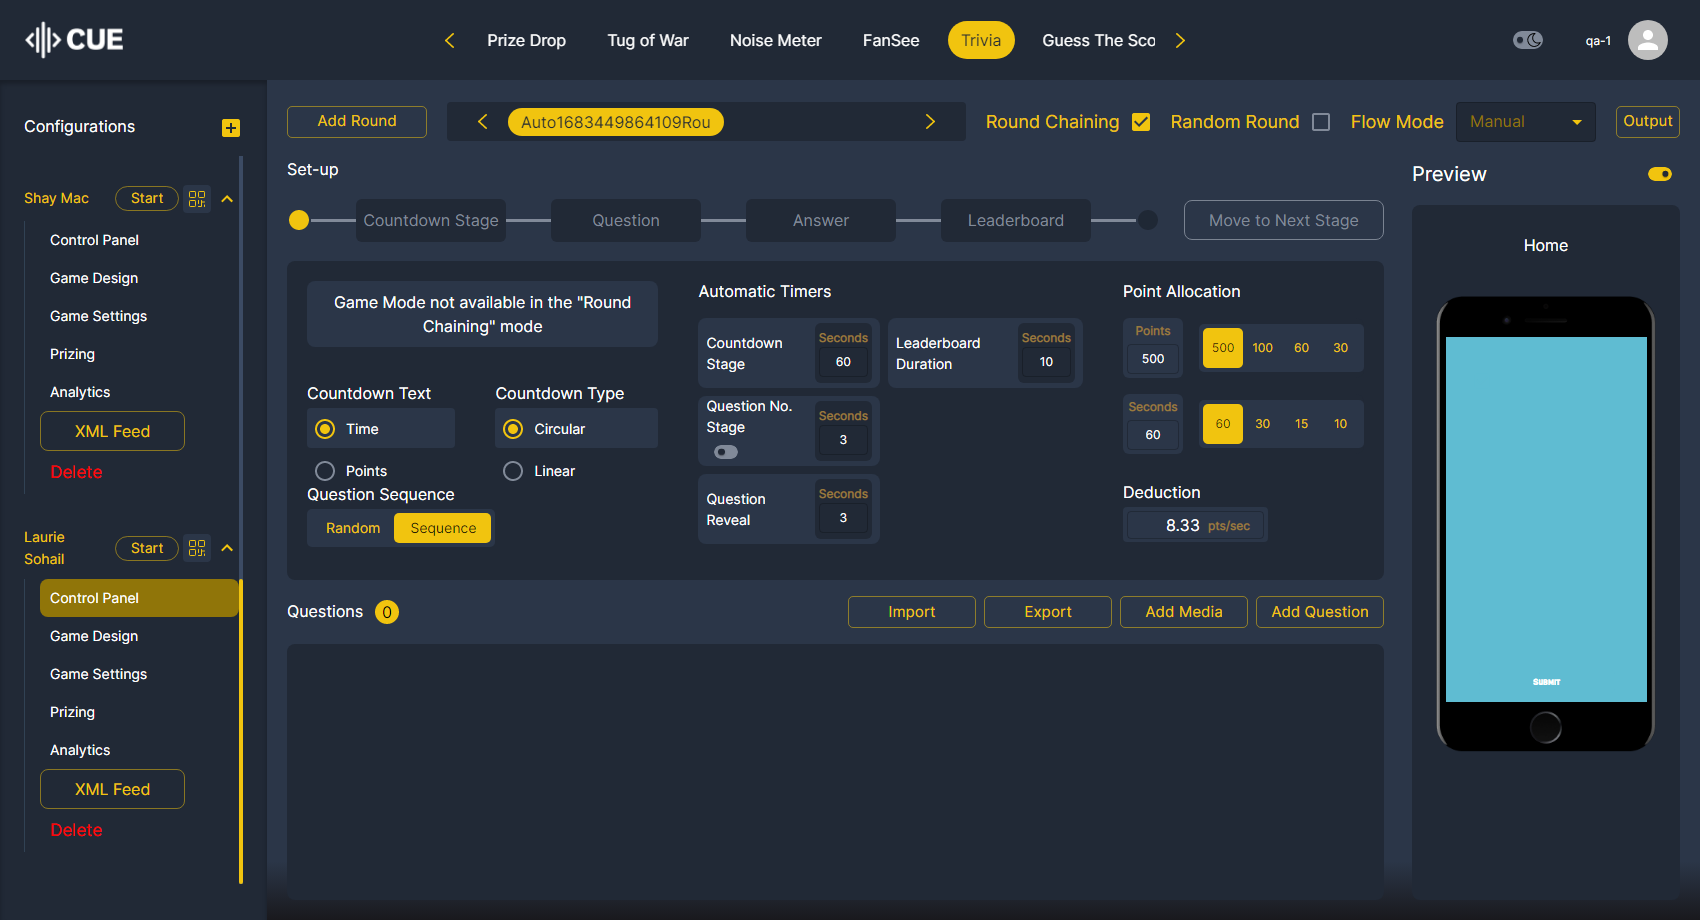 CUE
Prize Drop
Tug of War
Noise Meter
FanSee
Trivia
Guess The Sco
qa-1
Configurations
Shay Mac
Start
Control Panel
Game Design
Game Settings
Prizing
Analytics
XML Feed
Delete
Laurie
Sohail
Start
Control Panel
Game Design
Game Settings
Prizing
Analytics
XML Feed
Delete
Add Round
Auto1683449864109Rou
Round Chaining
Random Round
Flow Mode
Manual
Output
Set-up
Countdown Stage
Question
Answer
Leaderboard
Move to Next Stage
Game Mode not available in the "Round
Chaining" mode
Countdown Text
Time
Points
Countdown Type
Circular
Linear
Question Sequence
Random
Sequence
Automatic Timers
Countdown
Stage
Seconds
60
Leaderboard
Duration
Seconds
10
Question No.
Stage
Seconds
3
Question
Reveal
Seconds
3
Point Allocation
Points
500
500
100
60
30
Seconds
60
60
30
15
10
Deduction
8.33 pts/sec
Questions 0
Import
Export
Add Media
Add Question
Preview
Home
SUBMIT